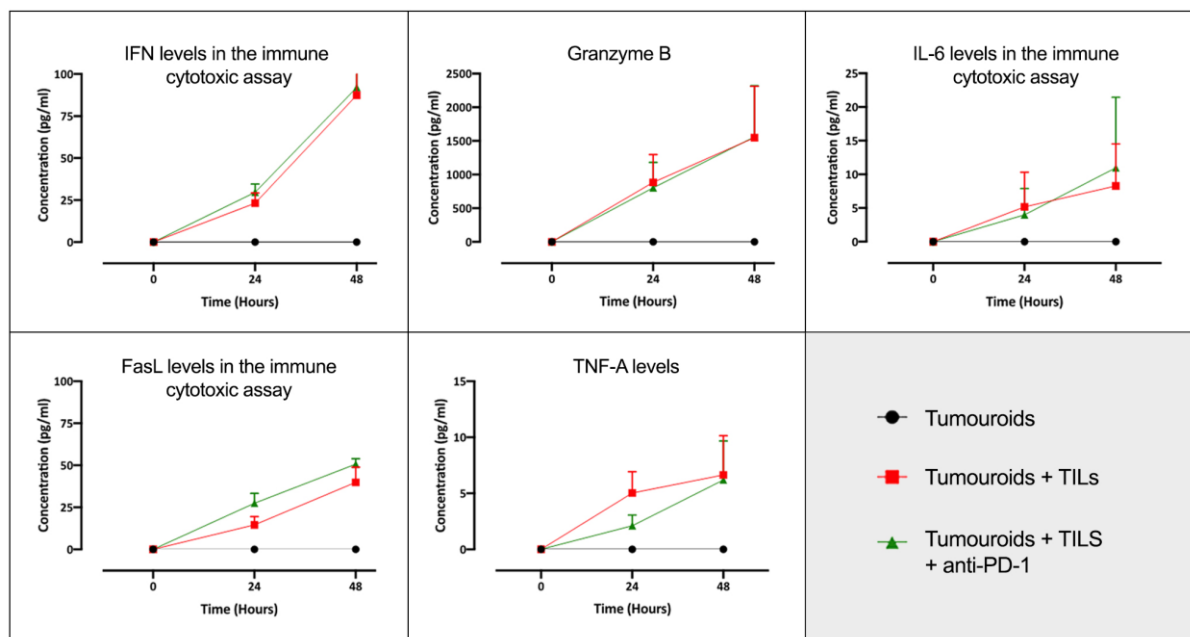 IFN levels in the immune
cytotoxic assay
Concentration (pg/ml)
100
75
50
25
0
0
24
48
Time (Hours)
Granzyme B
Concentration (pg/ml)
2500
2000
1500
1000
500
0
0
24
48
Time (Hours)
IL-6 levels in the immune
cytotoxic assay
Concentration (pg/ml)
25
20
15
10
5
0
0
24
48
Time (Hours)
FasL levels in the immune
cytotoxic assay
Concentration (pg/ml)
100
75
50
25
0
0
24
48
Time (Hours)
TNF-A levels
Concentration (pg/ml)
15
10
5
0
0
24
48
Time (Hours)
Tumouroids
Tumouroids + TILs
Tumouroids + TILS
+ anti-PD-1